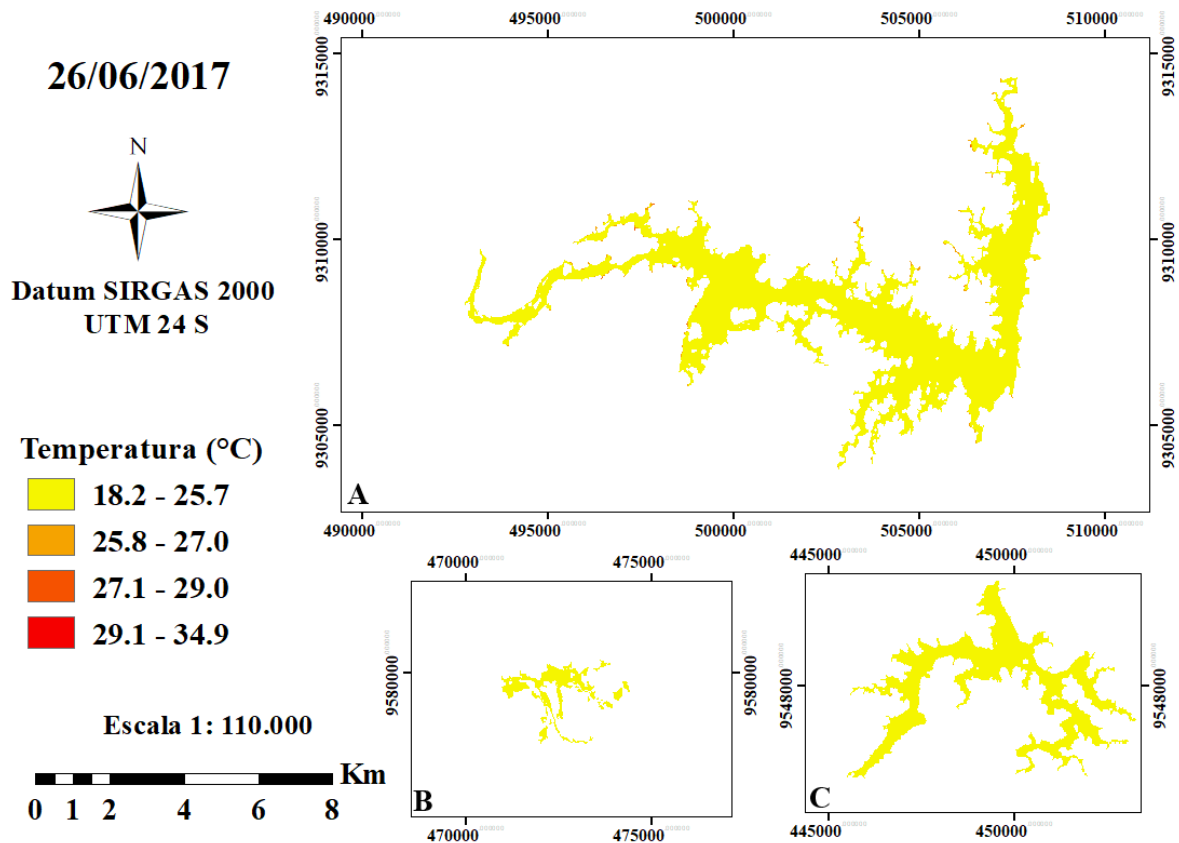 26/06/2017
N
Datum SIRGAS 2000
UTM 24 S
Temperatura (°C)
18.2 - 25.7
25.8 - 27.0
27.1 - 29.0
29.1 - 34.9
Escala 1: 110.000
Km
0 1 2 4 6 8
490000 495000 500000 505000 510000
9315000 9315000
9310000 9310000
9305000 9305000
A
490000 495000 500000 505000 510000
470000 475000
9580000 9580000
B
470000 475000
445000 450000
9548000 9548000
C
445000 450000